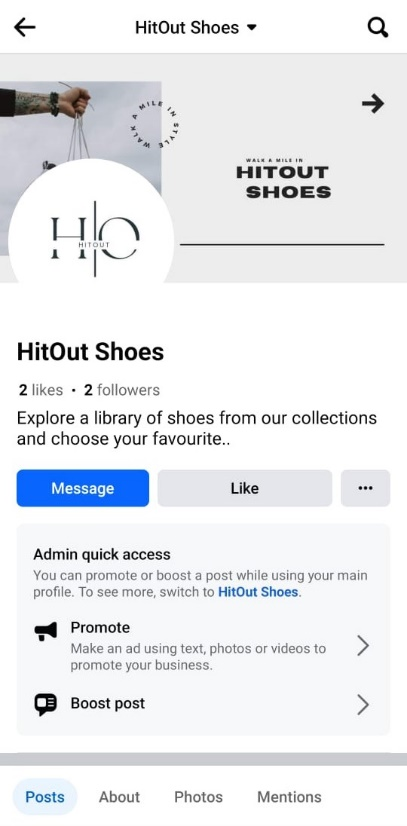 HitOut Shoes
WALK A MILE IN STYLE
WALK A MILE IN
HITOUT
SHOES
H|O
HITOUT
HitOut Shoes
2 likes • 2 followers
Explore a library of shoes from our collections
and choose your favourite..
Message
Like
Admin quick access
You can promote or boost a post while using your main
profile. To see more, switch to HitOut Shoes.
Promote
Make an ad using text, photos or videos to
promote your business.
Boost post
Posts
About
Photos
Mentions